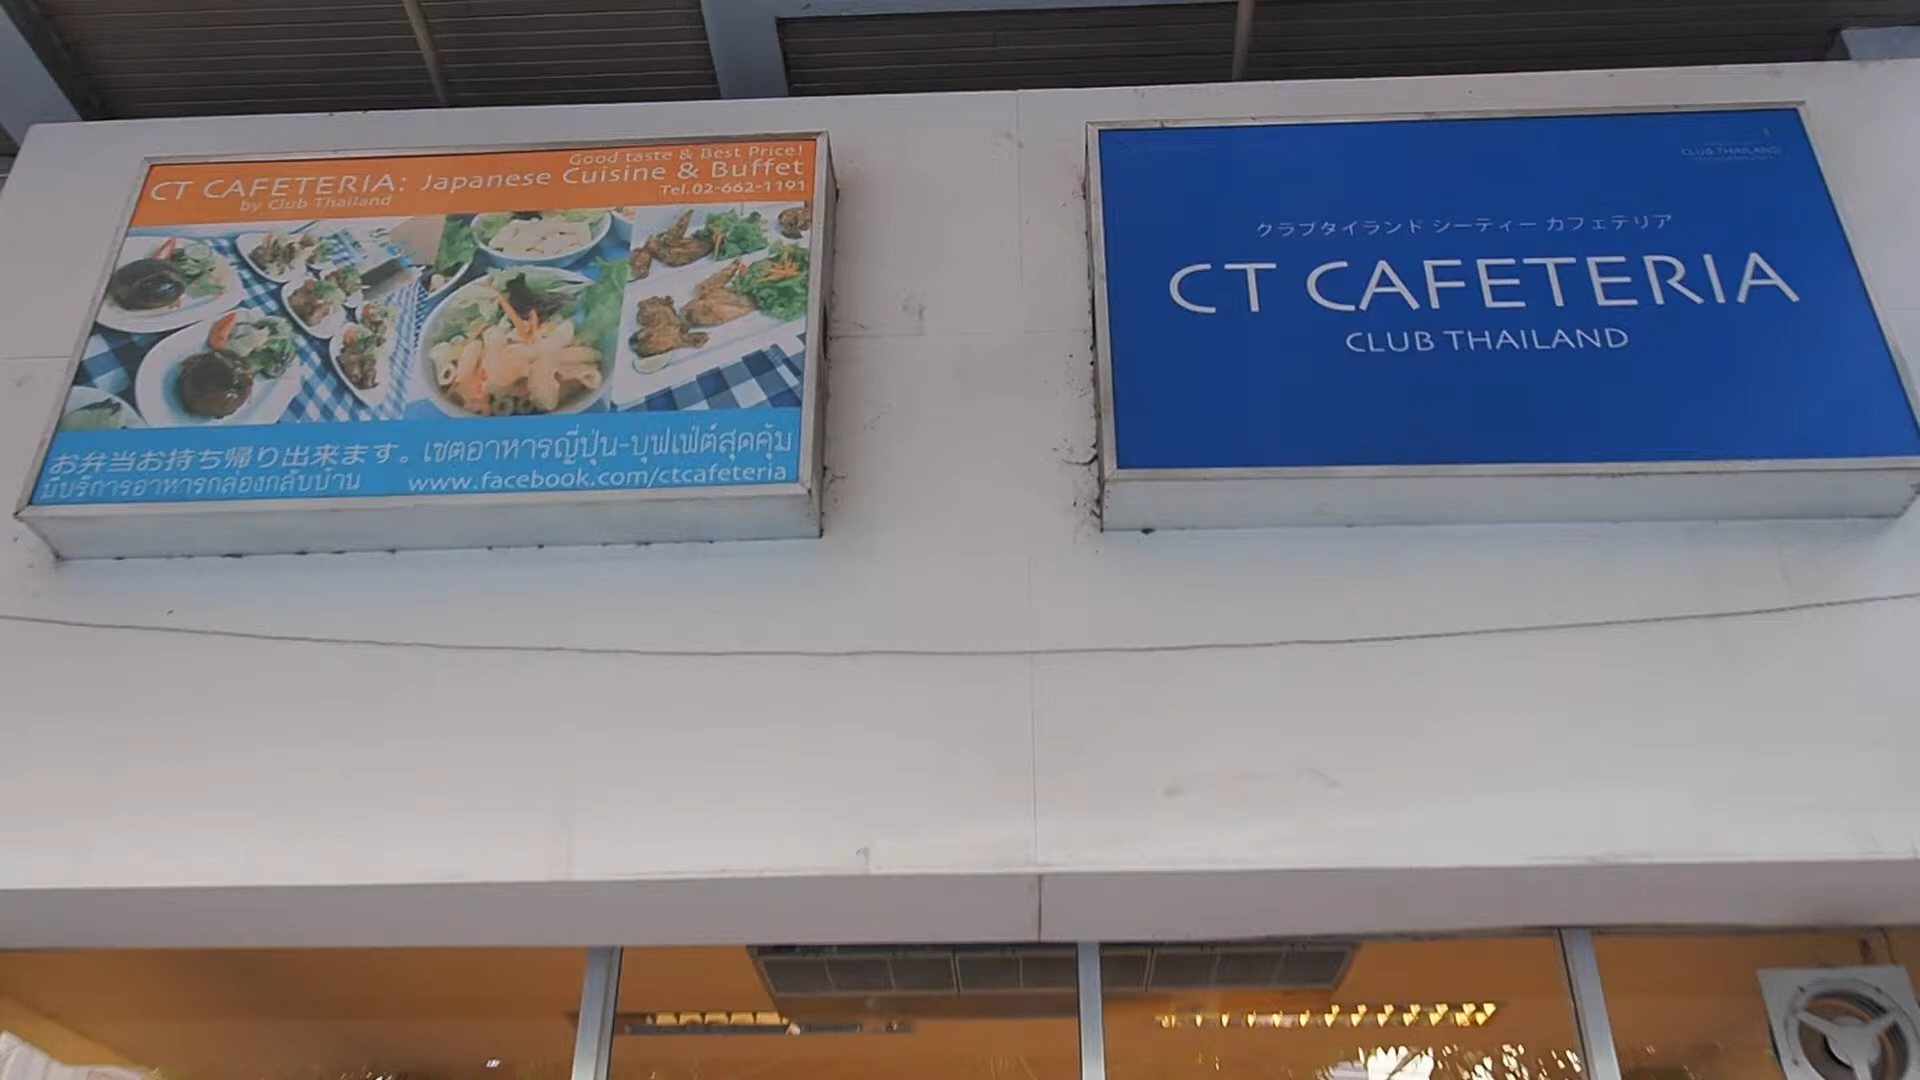 Good taste & Best Price!
CT CAFETERIA: Japanese Cuisine & Buffet
by Club Thailand
Tel.02-662-1191
お弁当お持ち帰り出来ます。
เซตอาหารญี่ปุ่น-บุฟเฟ่ต์สุดคุ้ม
มีบริการอาหารกล่องกลับบ้าน
www.facebook.com/ctcafeteria
CLUB THAILAND
クラブタイランド シーティー カフェテリア
CT CAFETERIA
CLUB THAILAND